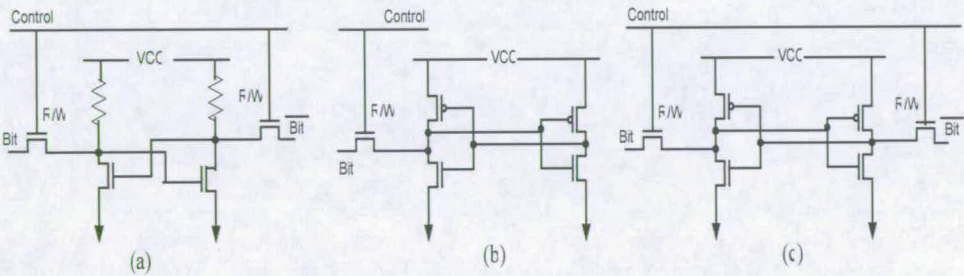 Control
VCC
R/W
R/W
Bit
Bit
(a)
Control
VCC
R/W
Bit
(b)
Control
VCC
R/W
R/W
Bit
Bit
(c)